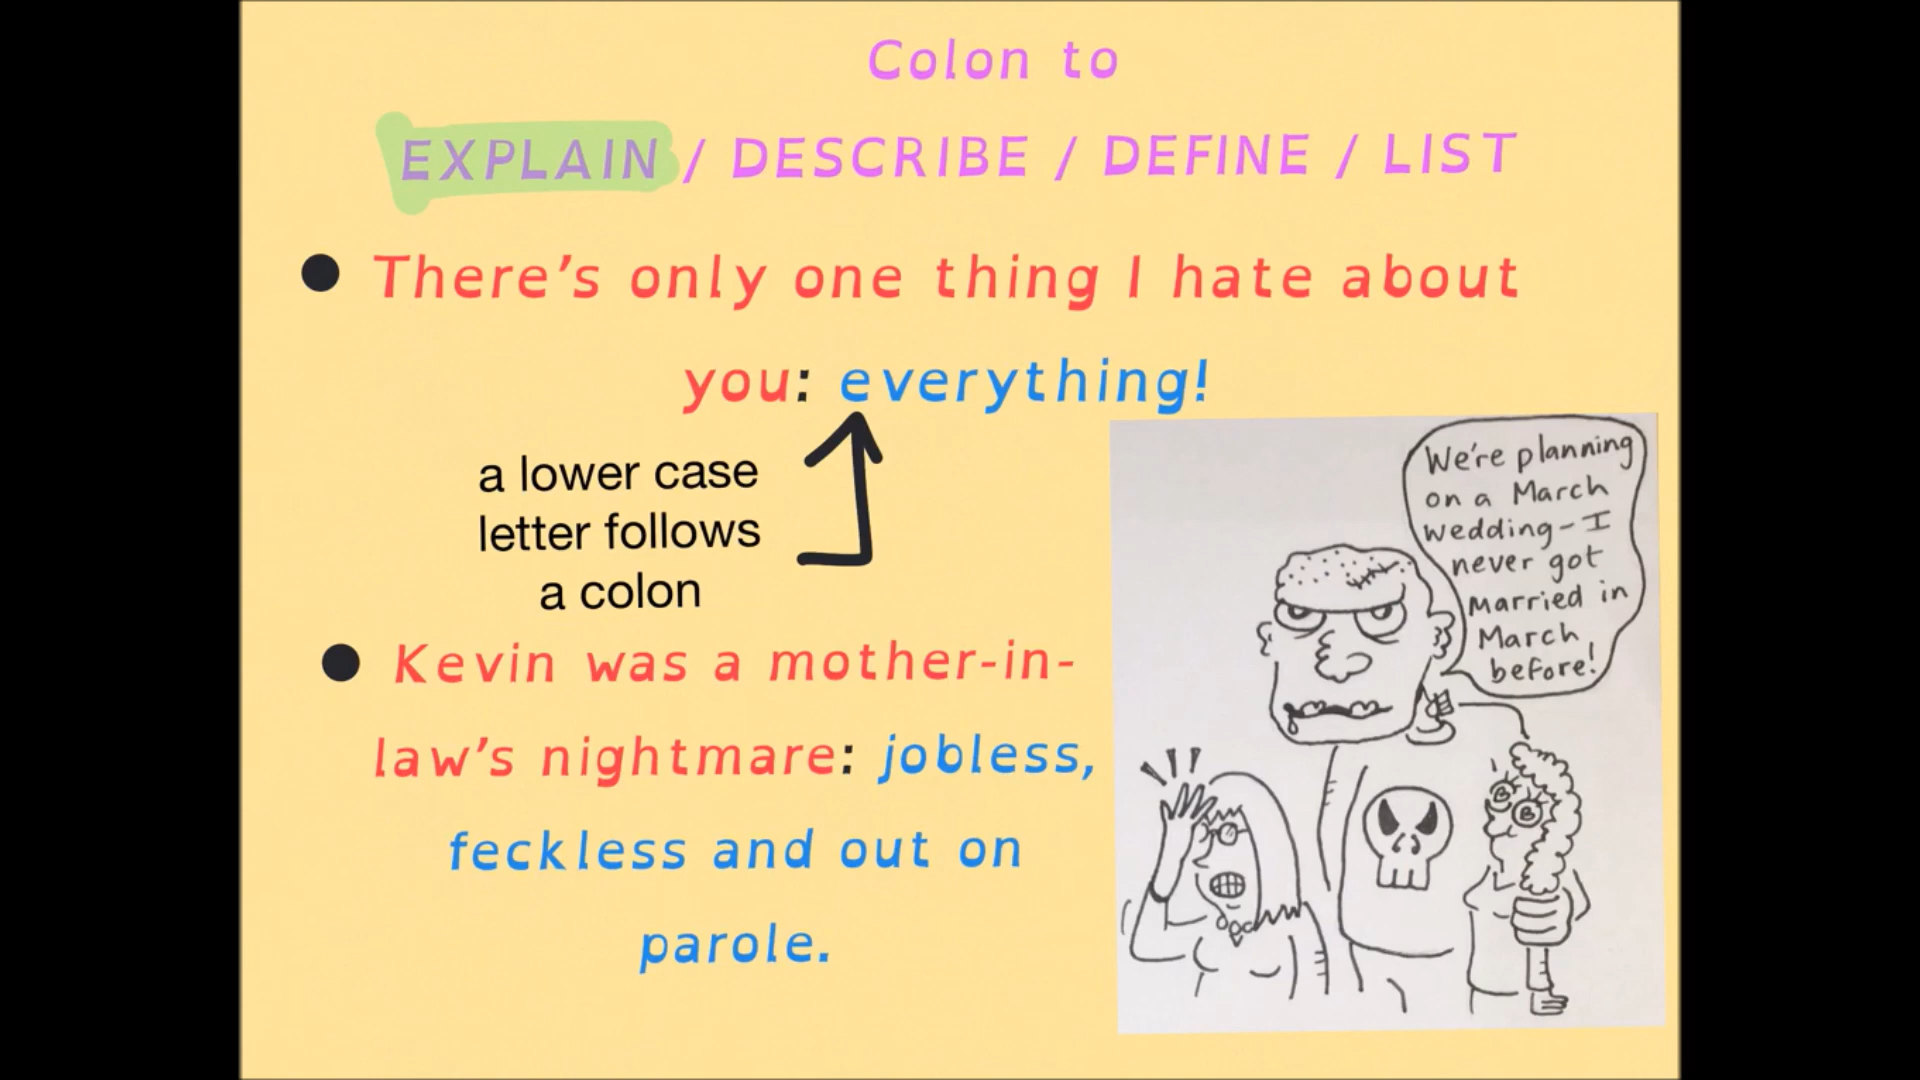 Colon to
EXPLAIN / DESCRIBE / DEFINE / LIST
● There's only one thing I hate about
you: everything!
a lower case
letter follows
a colon
● Kevin was a mother-in-
law's nightmare: jobless,
feckless and out on
parole.
We're planning
on a March
wedding - I
never got
married in
March
before!